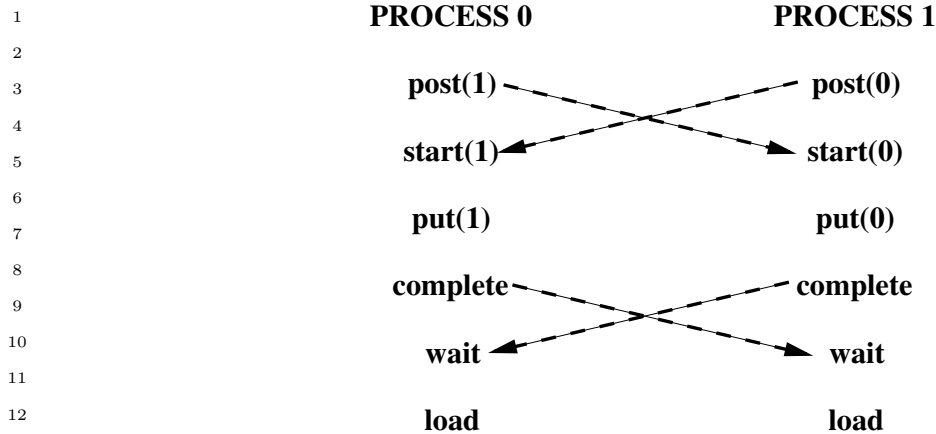 1 PROCESS 0 PROCESS 1
2
3 post(1) post(0)
4
5 start(1) start(0)
6
7 put(1) put(0)
8 complete complete
9
10 wait wait
11
12 load load